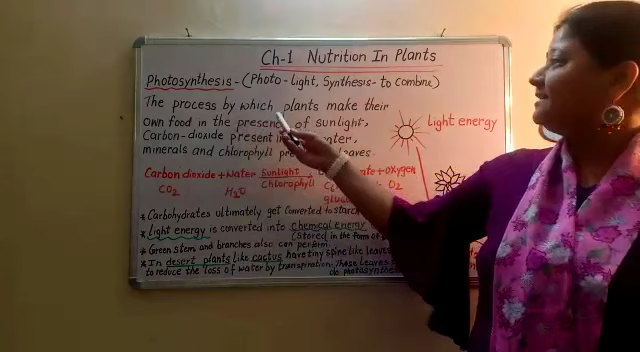 Ch-1 Nutrition In Plants
Photosynthesis - (Photo - light, Synthesis - to combine)
The process by which plants make their
own food in the presence of sunlight,
Carbon-dioxide present in water,
minerals and chlorophyll leaves.
Light energy
Carbon dioxide + Water Sunlight + Oxygen
Chlorophyll
CO2 H2O O2
* Carbohydrates ultimately get Converted to starch
* Light energy is converted into chemical energy
(Stored in the form of
* Green stem and branches also can perform
* In desert plants like cactus have tiny spine like leaves
to reduce the loss of water by transpiration. These leaves
do photosynthesis